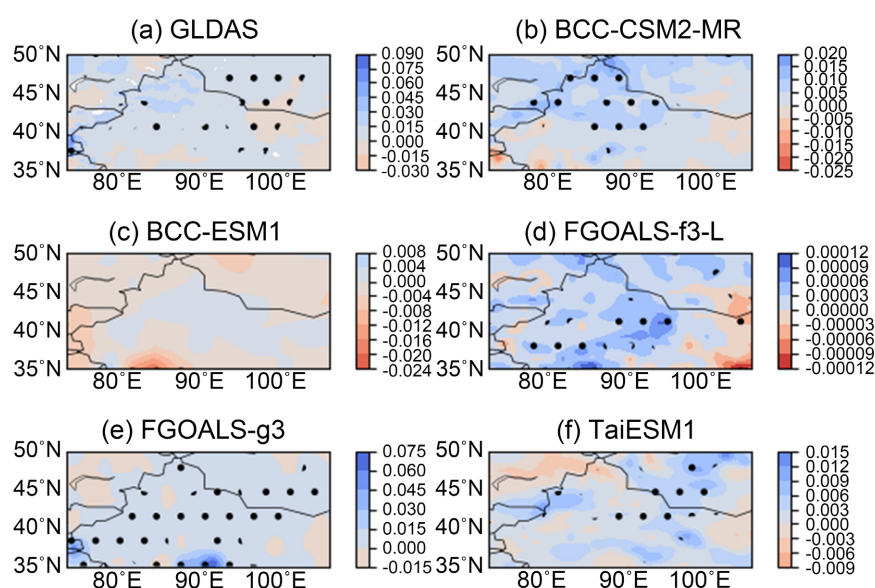 (a) GLDAS
50°N
45°N
40°N
35°N
80°E 90°E 100°E
0.090
0.075
0.060
0.045
0.030
0.015
0.000
-0.015
-0.030
(b) BCC-CSM2-MR
50°N
45°N
40°N
35°N
80°E 90°E 100°E
0.020
0.015
0.010
0.005
0.000
-0.005
-0.010
-0.015
-0.020
-0.025
(c) BCC-ESM1
50°N
45°N
40°N
35°N
80°E 90°E 100°E
0.008
0.004
0.000
-0.004
-0.008
-0.012
-0.016
-0.020
-0.024
(d) FGOALS-f3-L
50°N
45°N
40°N
35°N
80°E 90°E 100°E
0.00012
0.00009
0.00006
0.00003
0.00000
-0.00003
-0.00006
-0.00009
-0.00012
(e) FGOALS-g3
50°N
45°N
40°N
35°N
80°E 90°E 100°E
0.075
0.060
0.045
0.030
0.015
0.000
-0.015
(f) TaiESM1
50°N
45°N
40°N
35°N
80°E 90°E 100°E
0.015
0.012
0.009
0.006
0.003
0.000
-0.003
-0.006
-0.009